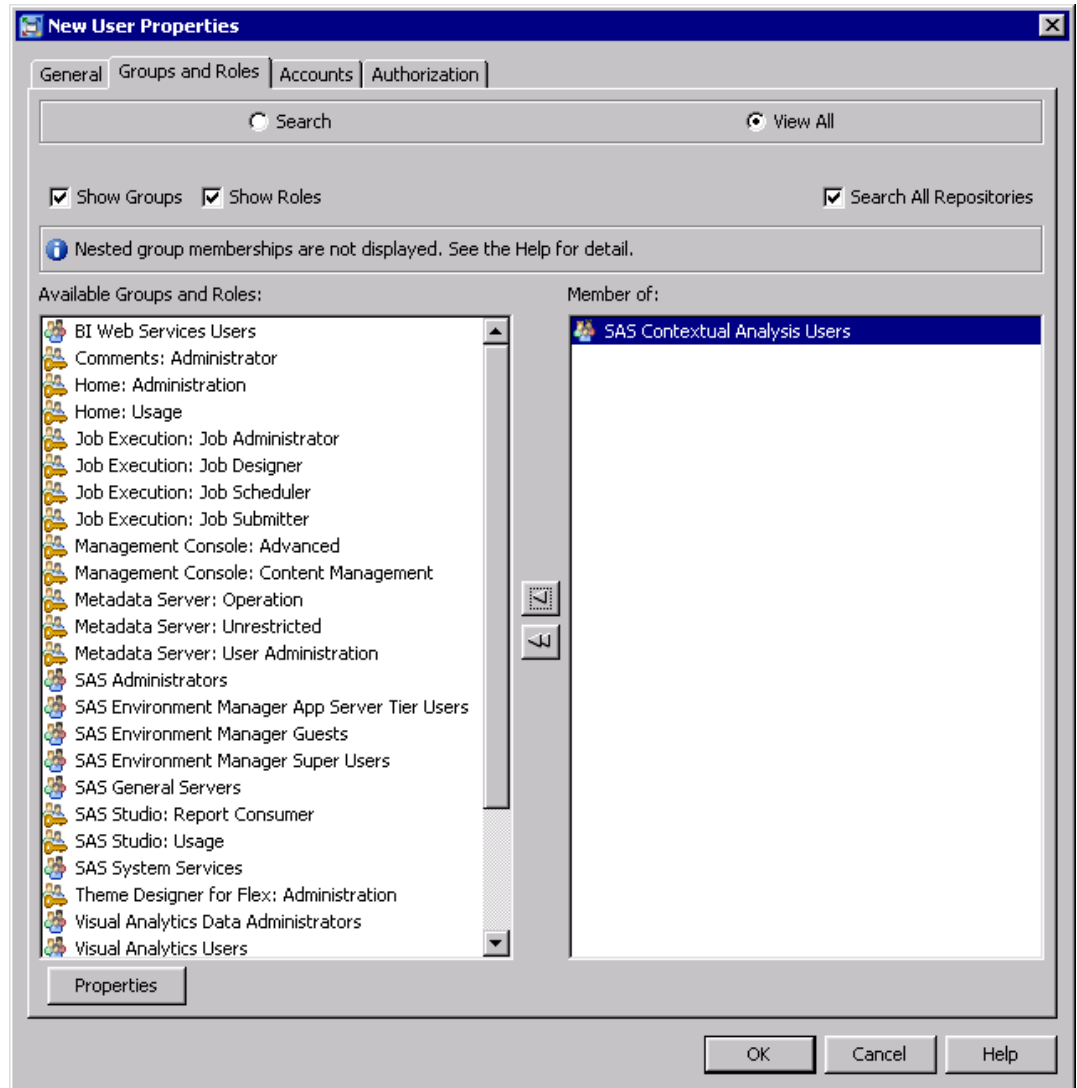 New User Properties
General Groups and Roles Accounts Authorization
Search View All
Show Groups Show Roles Search All Repositories
Nested group memberships are not displayed. See the Help for detail.
Available Groups and Roles: Member of:
BI Web Services Users
SAS Contextual Analysis Users
Comments: Administrator
Home: Administration
Home: Usage
Job Execution: Job Administrator
Job Execution: Job Designer
Job Execution: Job Scheduler
Job Execution: Job Submitter
Management Console: Advanced
Management Console: Content Management
Metadata Server: Operation
Metadata Server: Unrestricted
Metadata Server: User Administration
SAS Administrators
SAS Environment Manager App Server Tier Users
SAS Environment Manager Guests
SAS Environment Manager Super Users
SAS General Servers
SAS Studio: Report Consumer
SAS Studio: Usage
SAS System Services
Theme Designer for Flex: Administration
Visual Analytics Data Administrators
Visual Analytics Users
Properties
OK Cancel Help